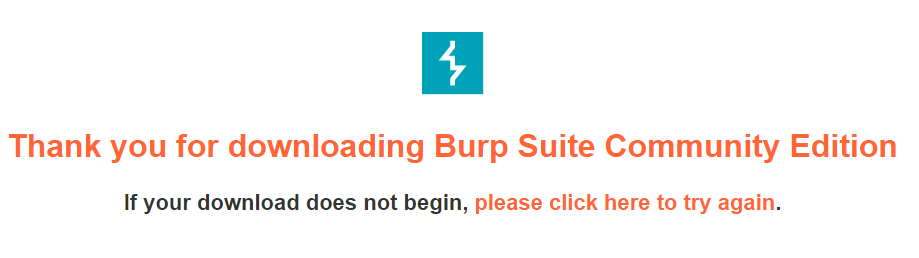 Thank you for downloading Burp Suite Community Edition
If your download does not begin, please click here to try again.